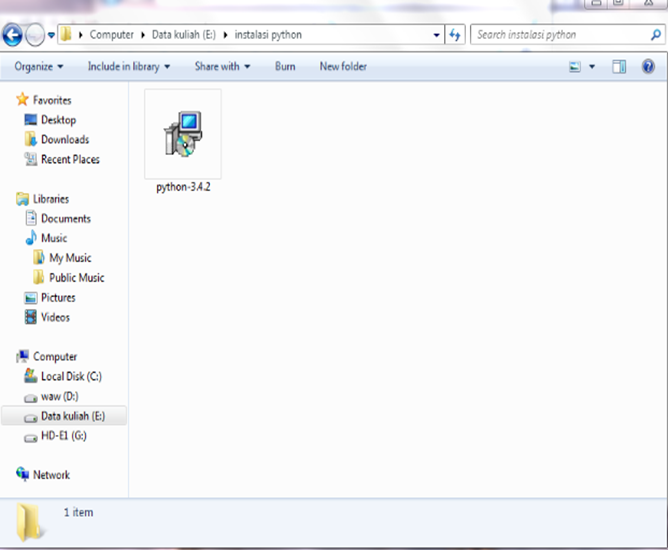 Computer Data kuliah (E:) instalasi python Search instalasi python
Organize Include in library Share with Burn New folder
Favorites
Desktop
Downloads
Recent Places
Libraries
Documents
Music
My Music
Public Music
Pictures
Videos
Computer
Local Disk (C:)
waw (D:)
Data kuliah (E:)
HD-E1 (G:)
Network
python-3.4.2
1 item